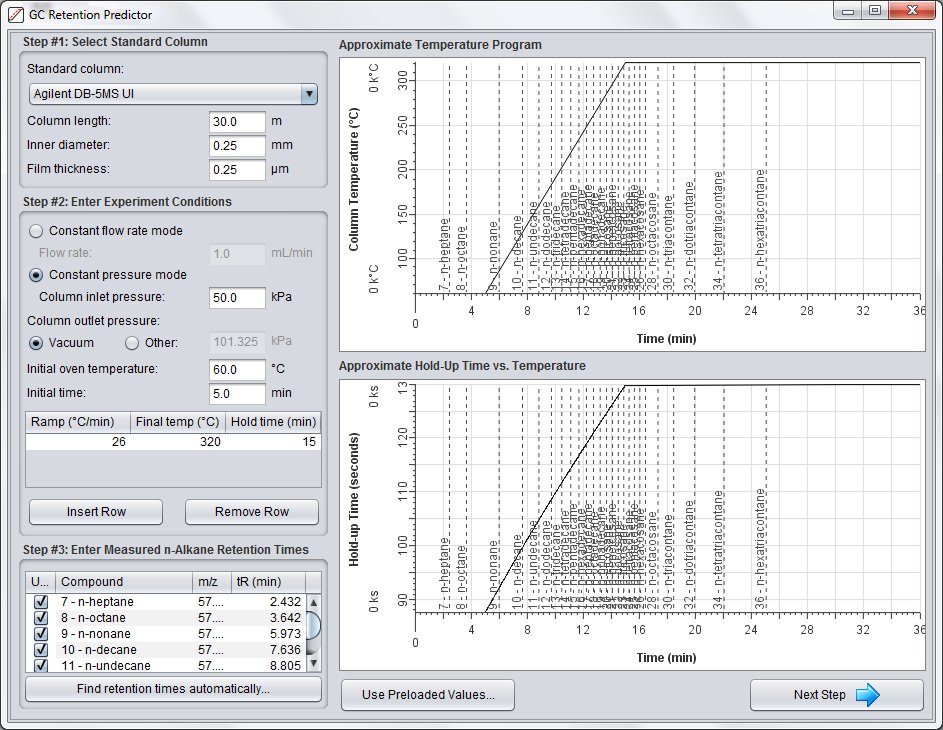 GC Retention Predictor
Step #1: Select Standard Column
Standard column:
Agilent DB-5MS UI
Column length: 30.0 m
Inner diameter: 0.25 mm
Film thickness: 0.25 µm
Step #2: Enter Experiment Conditions
Constant flow rate mode
Flow rate: 1.0 mL/min
Constant pressure mode
Column inlet pressure: 50.0 kPa
Column outlet pressure:
Vacuum Other: 101.325 kPa
Initial oven temperature: 60.0 °C
Initial time: 5.0 min
Ramp (°C/min) Final temp (°C) Hold time (min)
26 320 15
Insert Row Remove Row
Step #3: Enter Measured n-Alkane Retention Times
U... Compound m/z tR (min)
7 - n-heptane 57.... 2.432
8 - n-octane 57.... 3.642
9 - n-nonane 57.... 5.973
10 - n-decane 57.... 7.636
11 - n-undecane 57.... 8.805
Find retention times automatically...
Approximate Temperature Program
Column Temperature (°C)
0 k°C
300
250
200
150
100
0 k°C
7 - n-heptane
8 - n-octane
9 - n-nonane
10 - n-decane
11 - n-undecane
12 - n-dodecane
13 - n-tridecane
14 - n-tetradecane
28 - n-octacosane
30 - n-triacontane
32 - n-dotriacontane
34 - n-tetratriacontane
36 - n-hexatriacontane
0 4 8 12 16 20 24 28 32 36
Time (min)
Approximate Hold-Up Time vs. Temperature
Hold-up Time (seconds)
0 ks
13
120
110
100
90
0 ks
7 - n-heptane
8 - n-octane
9 - n-nonane
10 - n-decane
11 - n-undecane
12 - n-dodecane
13 - n-tridecane
14 - n-tetradecane
28 - n-octacosane
30 - n-triacontane
32 - n-dotriacontane
34 - n-tetratriacontane
36 - n-hexatriacontane
0 4 8 12 16 20 24 28 32 36
Time (min)
Use Preloaded Values... Next Step